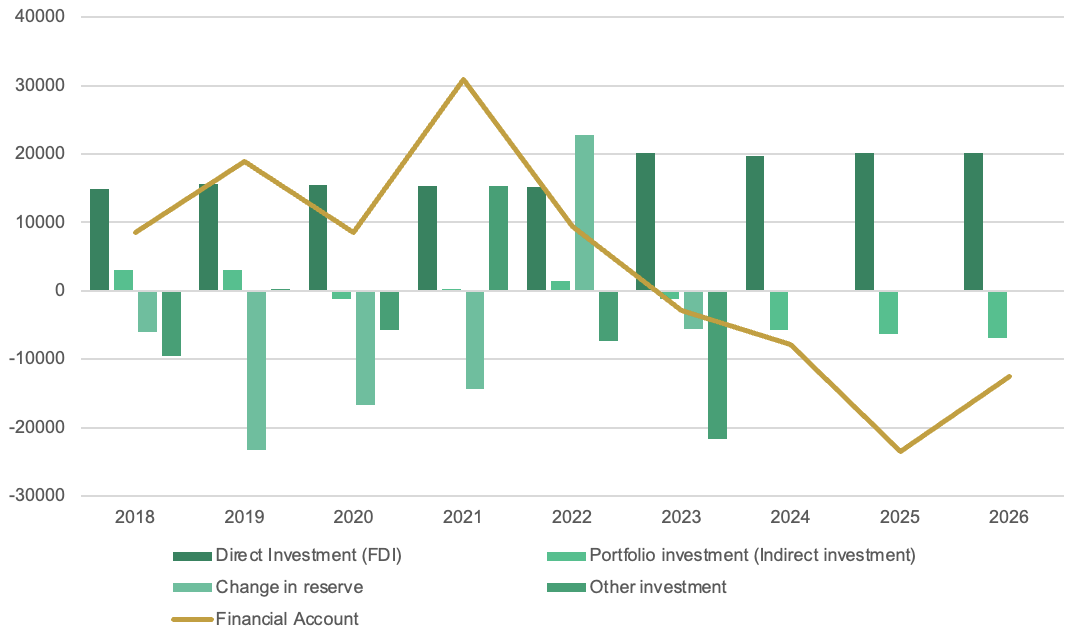 40000
30000
20000
10000
0
-10000
-20000
-30000
2018 2019 2020 2021 2022 2023 2024 2025 2026
Direct Investment (FDI) Portfolio investment (Indirect investment)
Change in reserve Other investment
Financial Account